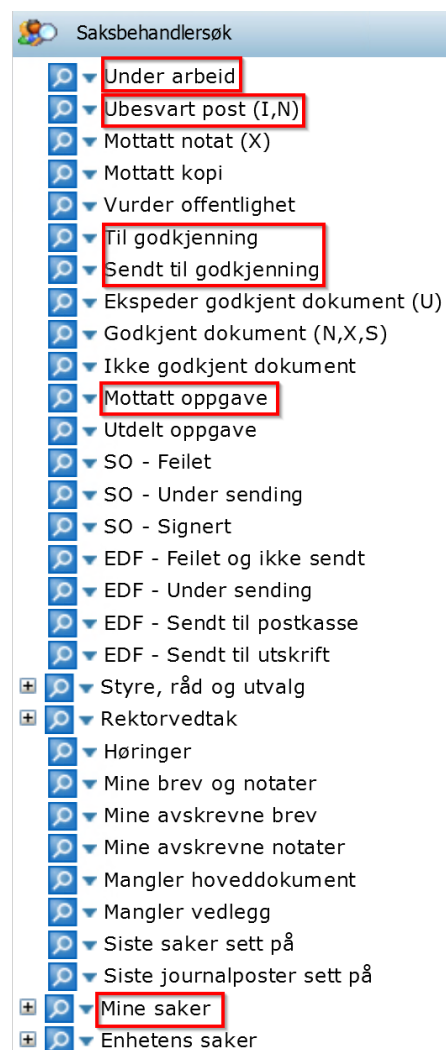 Saksbehandlersøk
Under arbeid
Ubesvart post (I,N)
Mottatt notat (X)
Mottatt kopi
Vurder offentlighet
Til godkjenning
Sendt til godkjenning
Ekspeder godkjent dokument (U)
Godkjent dokument (N,X,S)
Ikke godkjent dokument
Mottatt oppgave
Utdelt oppgave
SO - Feilet
SO - Under sending
SO - Signert
EDF - Feilet og ikke sendt
EDF - Under sending
EDF - Sendt til postkasse
EDF - Sendt til utskrift
Styre, råd og utvalg
Rektorvedtak
Høringer
Mine brev og notater
Mine avskrevne brev
Mine avskrevne notater
Mangler hoveddokument
Mangler vedlegg
Siste saker sett på
Siste journalposter sett på
Mine saker
Enhetens saker